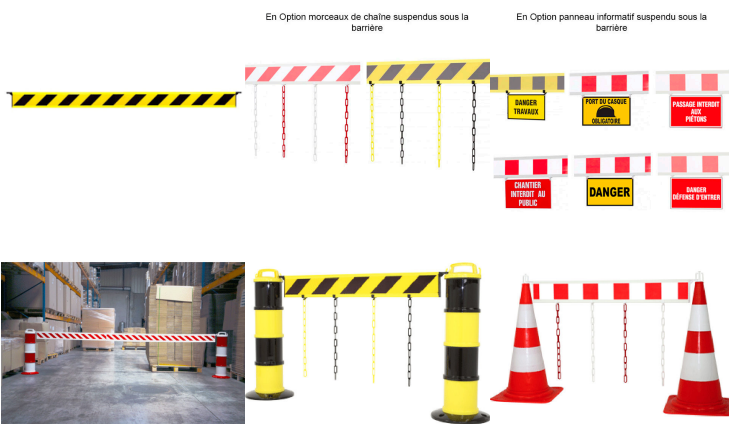 En Option morceaux de chaîne suspendus sous la
barrière
En Option panneau informatif suspendu sous la
barrière
DANGER
TRAVAUX
PORT DU CASQUE
OBLIGATOIRE
PASSAGE INTERDIT
AUX
PIÉTONS
CHANTIER
INTERDIT AU
PUBLIC
DANGER
DANGER
DÉFENSE D'ENTRER